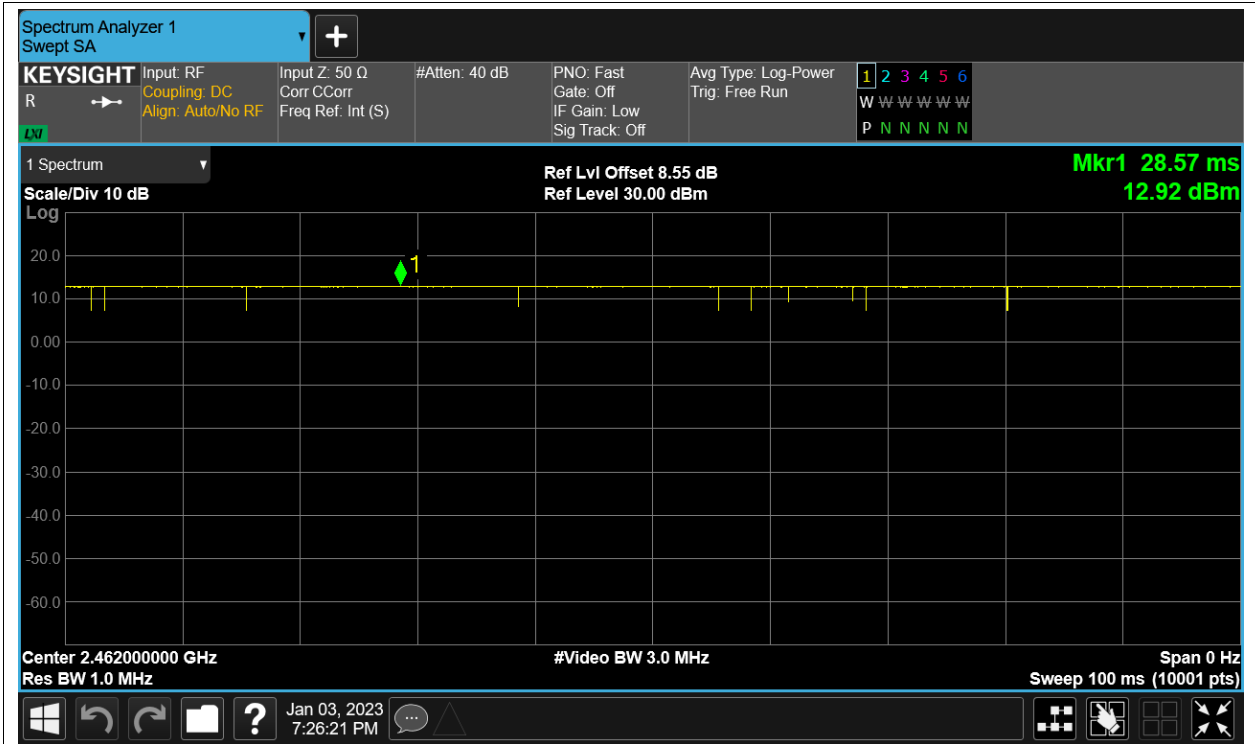 Spectrum Analyzer 1
Swept SA
KEYSIGHT
R
LXI
Input: RF
Coupling: DC
Align: Auto/No RF
Input Z: 50 Ω
Corr CCorr
Freq Ref: Int (S)
#Atten: 40 dB
PNO: Fast
Gate: Off
IF Gain: Low
Sig Track: Off
Avg Type: Log-Power
Trig: Free Run
1 2 3 4 5 6
W W W W W W
P N N N N N
1 Spectrum
Scale/Div 10 dB
Log
Ref Lvl Offset 8.55 dB
Ref Level 30.00 dBm
Mkr1 28.57 ms
12.92 dBm
1
20.0
10.0
0.00
-10.0
-20.0
-30.0
-40.0
-50.0
-60.0
Center 2.462000000 GHz
Res BW 1.0 MHz
#Video BW 3.0 MHz
Span 0 Hz
Sweep 100 ms (10001 pts)
?
Jan 03, 2023
7:26:21 PM